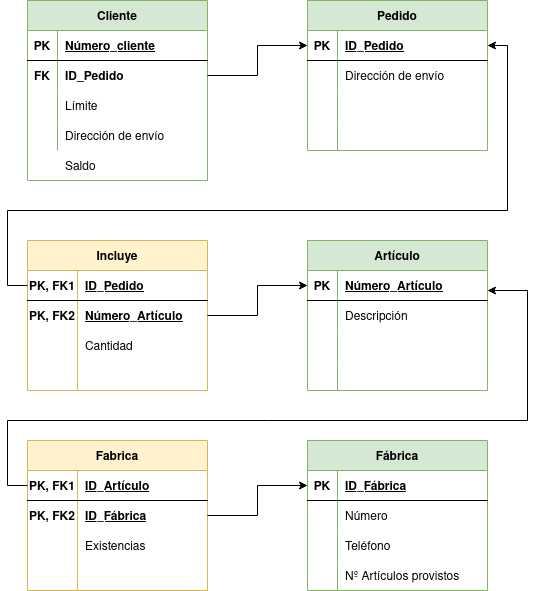 Cliente
PK Número_cliente
FK ID_Pedido
Límite
Dirección de envío
Saldo
Pedido
PK ID_Pedido
Dirección de envío
Incluye
PK, FK1 ID_Pedido
PK, FK2 Número_Artículo
Cantidad
Artículo
PK Número_Artículo
Descripción
Fabrica
PK, FK1 ID_Artículo
PK, FK2 ID_Fábrica
Existencias
Fábrica
PK ID_Fábrica
Número
Teléfono
Nº Artículos provistos